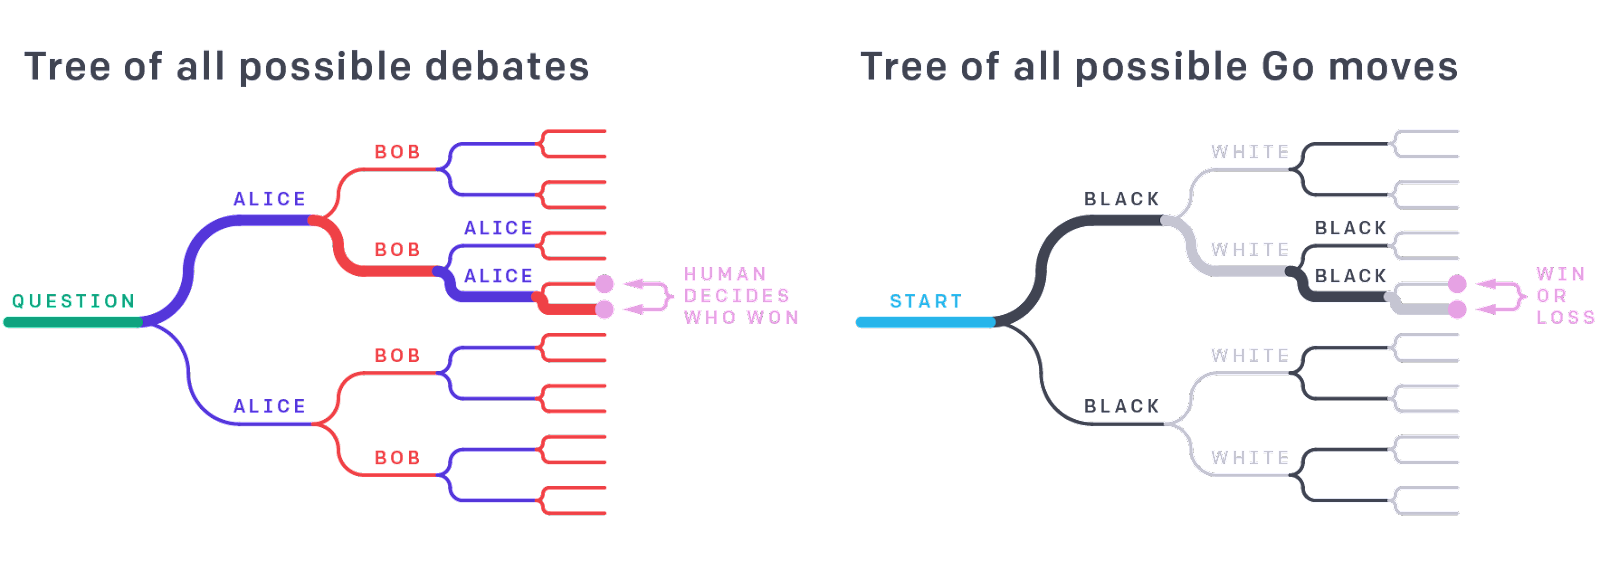 Tree of all possible debates
BOB
ALICE
ALICE
BOB
ALICE
HUMAN
DECIDES
WHO WON
QUESTION
BOB
ALICE
BOB
Tree of all possible Go moves
WHITE
BLACK
BLACK
WHITE
BLACK
WIN
OR
LOSS
START
WHITE
BLACK
WHITE